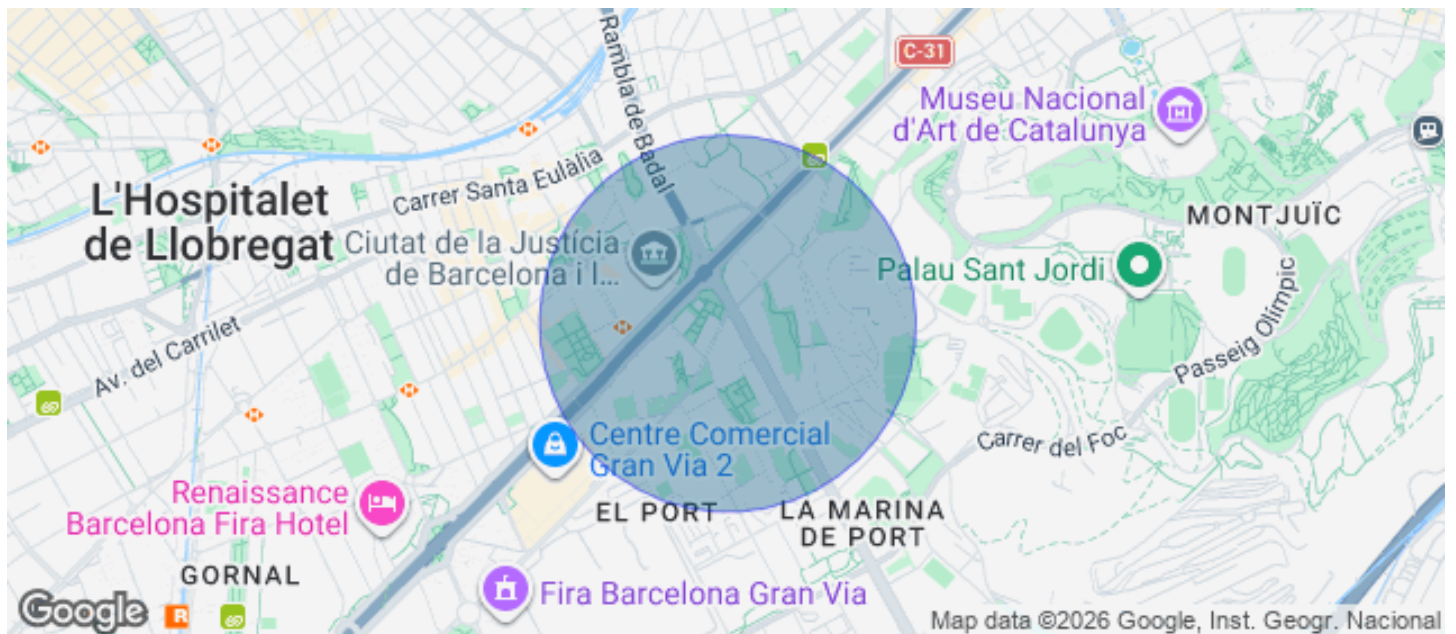 C-31
Rambla de Badal
Museu Nacional
d'Art de Catalunya
Carrer Santa Eulàlia
L'Hospitalet
de Llobregat
Ciutat de la Justícia
de Barcelona i l...
MONTJUÏC
Palau Sant Jordi
Passeig Olímpic
Av. del Carrilet
Centre Comercial
Gran Via 2
Carrer del Foc
Renaissance
Barcelona Fira Hotel
EL PORT
LA MARINA
DE PORT
GORNAL
Fira Barcelona Gran Via
Google
R
Map data ©2026 Google, Inst. Geogr. Nacional